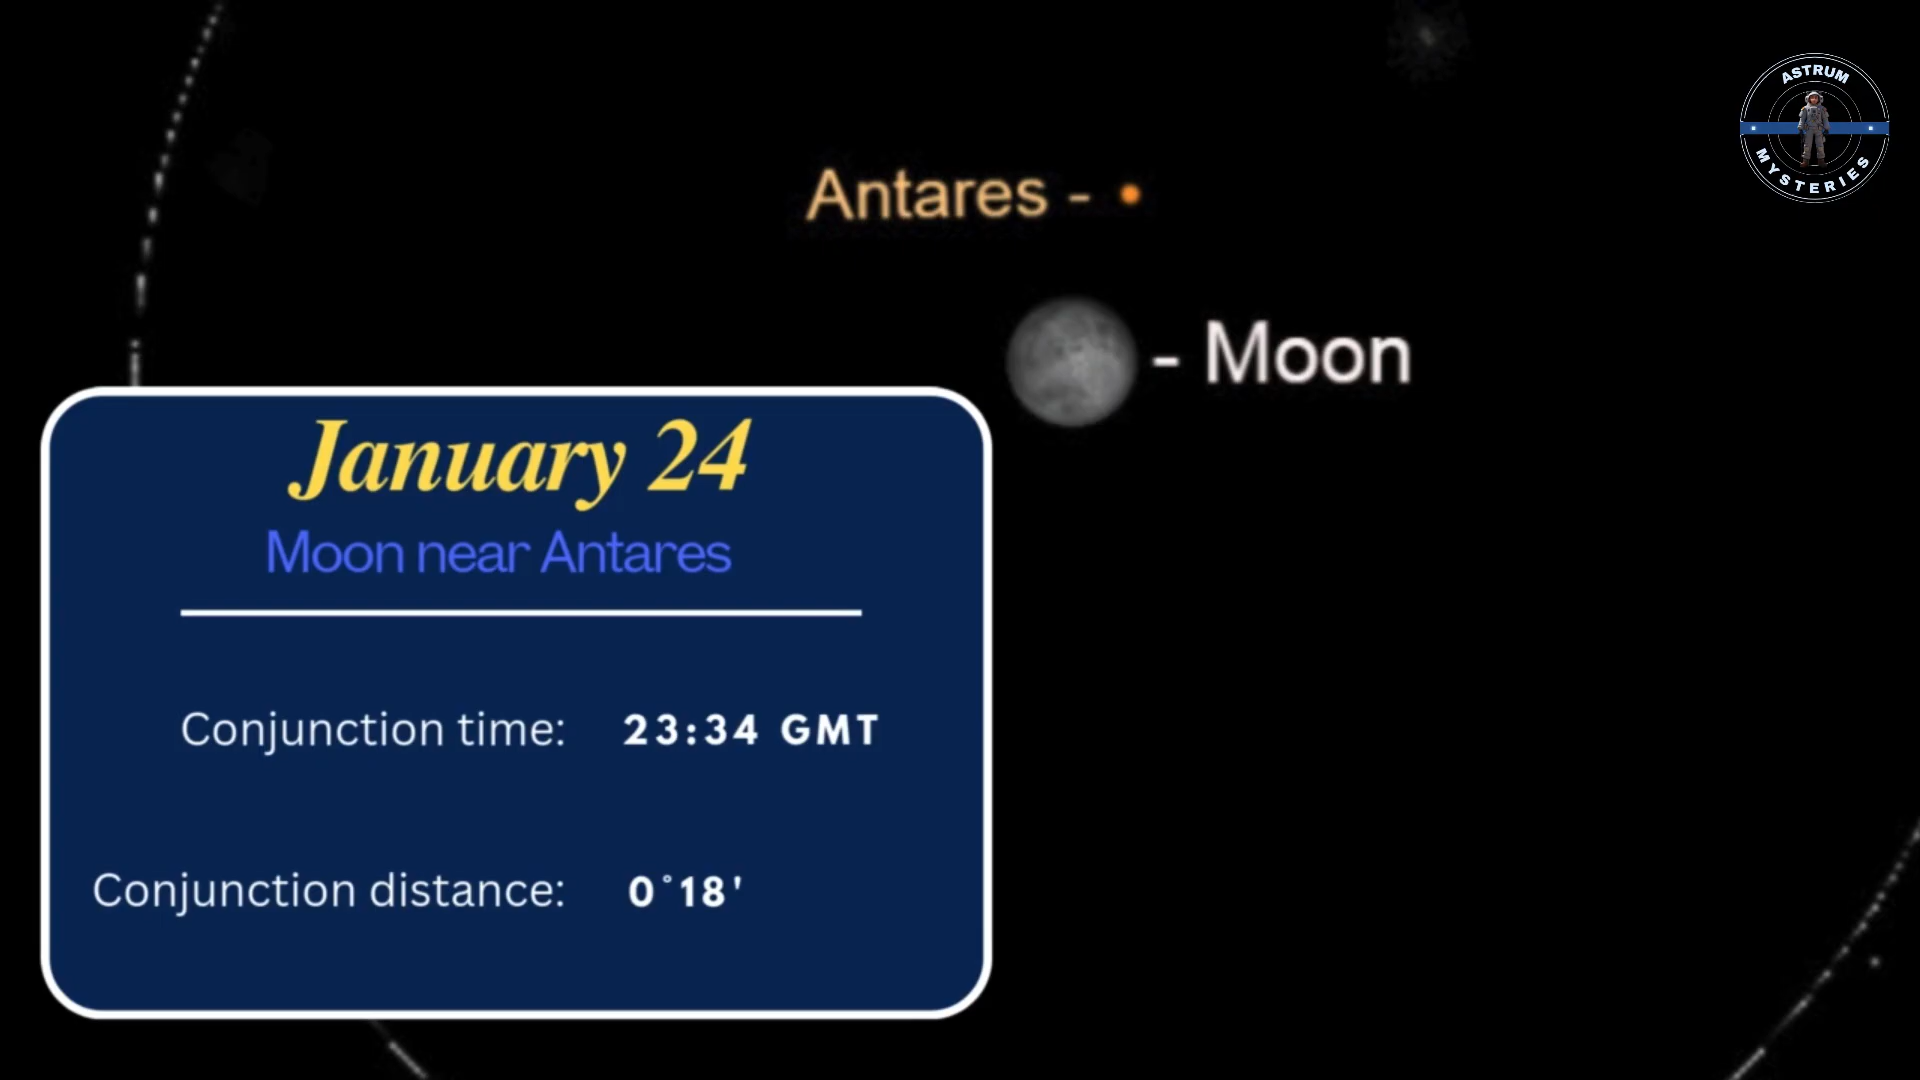 ASTRUM
MYSTERIES
Antares -
- Moon
January 24
Moon near Antares
Conjunction time: 23:34 GMT
Conjunction distance: 0°18'